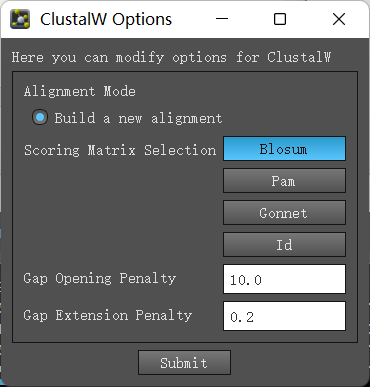 ClustalW Options
Here you can modify options for ClustalW
Alignment Mode
Build a new alignment
Scoring Matrix Selection Blosum
Pam
Gonnet
Id
Gap Opening Penalty 10.0
Gap Extension Penalty 0.2
Submit